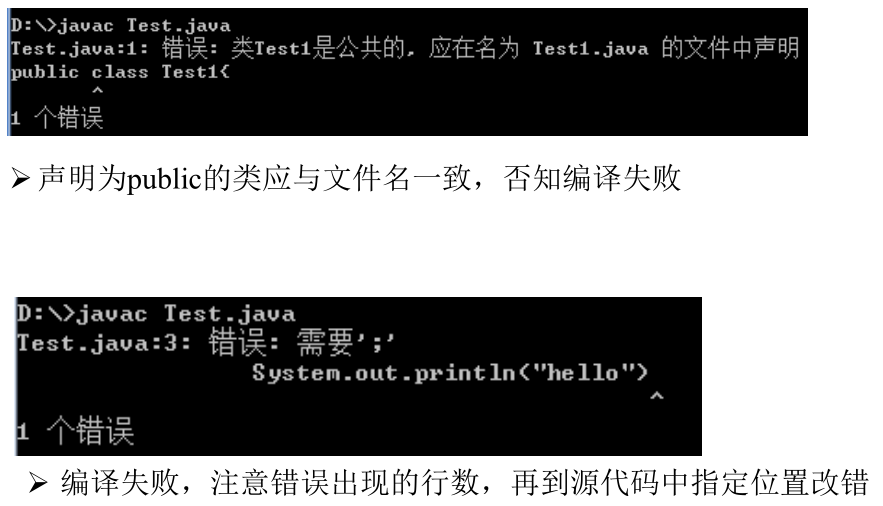 D:\>javac Test.java
Test.java:1: 错误: 类Test1是公共的, 应在名为 Test1.java 的文件中声明
public class Test1{
^
1 个错误
➢声明为public的类应与文件名一致，否知编译失败
D:\>javac Test.java
Test.java:3: 错误: 需要';'
System.out.println("hello")
^
1 个错误
➢ 编译失败，注意错误出现的行数，再到源代码中指定位置改错